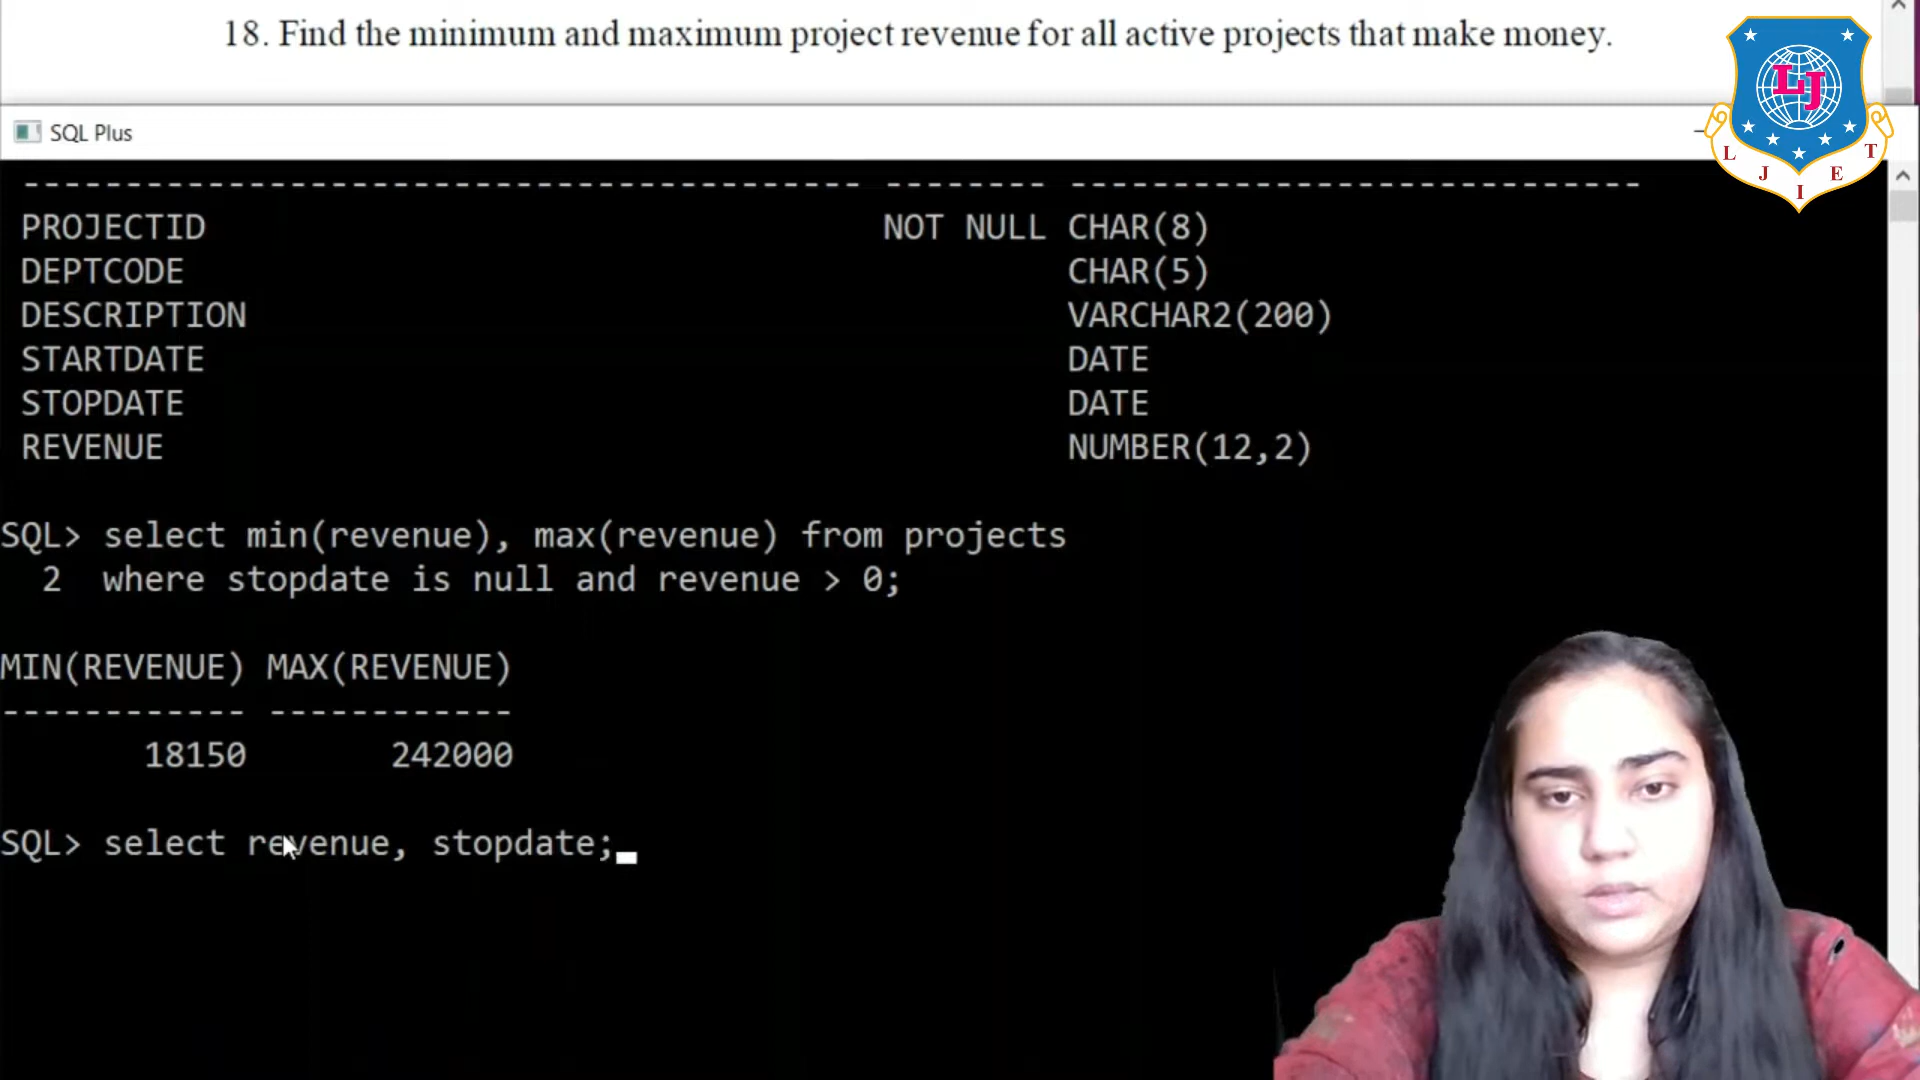 18. Find the minimum and maximum project revenue for all active projects that make money.
SQL Plus
LJ
L J I E T
---------------------------------------- -------- ----------------------------
PROJECTID NOT NULL CHAR(8)
DEPTCODE CHAR(5)
DESCRIPTION VARCHAR2(200)
STARTDATE DATE
STOPDATE DATE
REVENUE NUMBER(12,2)
SQL> select min(revenue), max(revenue) from projects
2 where stopdate is null and revenue > 0;
MIN(REVENUE) MAX(REVENUE)
------------ ------------
18150 242000
SQL> select revenue, stopdate;